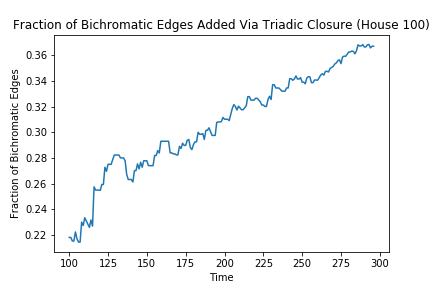 Fraction of Bichromatic Edges Added Via Triadic Closure (House 100)
Fraction of Bichromatic Edges
0.36
0.34
0.32
0.30
0.28
0.26
0.24
0.22
100 125 150 175 200 225 250 275 300
Time